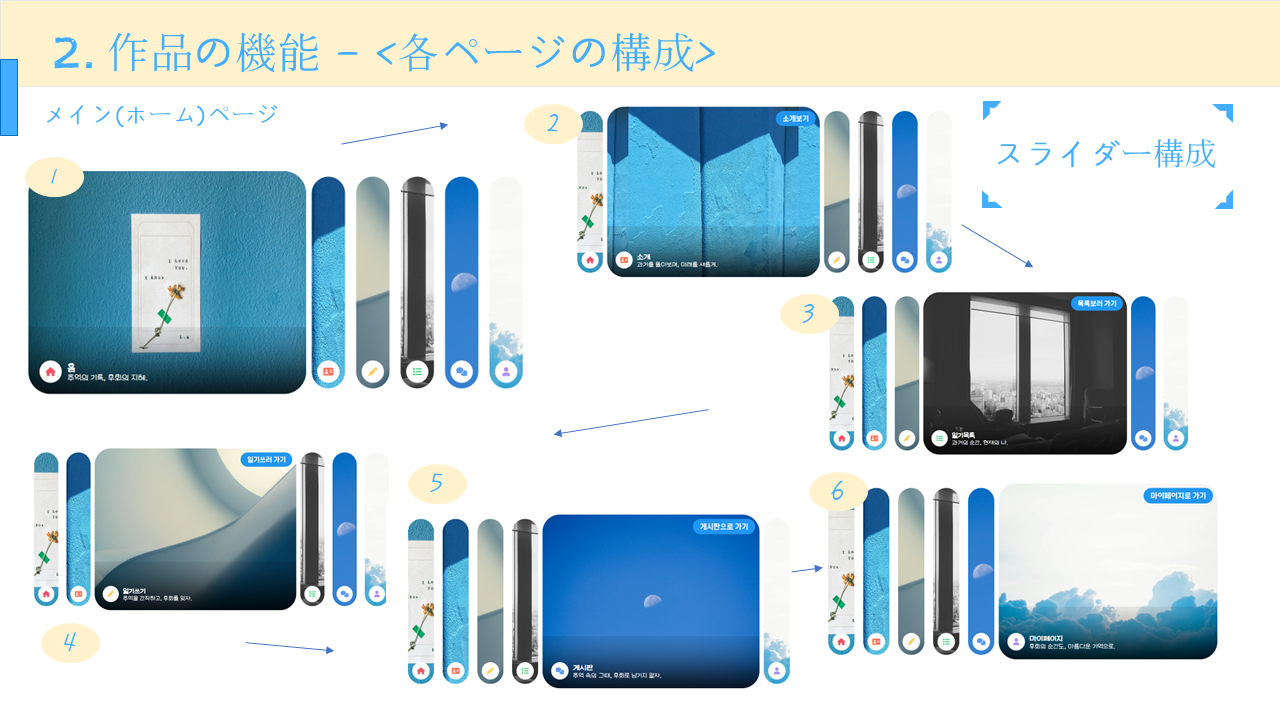 2. 作品の機能 – <各ページの構成>
メイン(ホーム)ページ
スライダー構成
1
I Love
You.
홈
추억의 기록, 후회의 지혜.
2
소개보기
소개
과거를 돌아보며, 미래를 새롭게.
3
목록보러 가기
일기목록
과거의 순간, 현재의 나.
4
일기쓰러 가기
일기쓰기
추억을 간직하고, 후회를 잊자.
5
게시판으로 가기
게시판
추억 속의 그때, 후회로 남기지 말자.
6
마이페이지로 가기
마이페이지
후회의 순간도, 아름다운 기억으로.